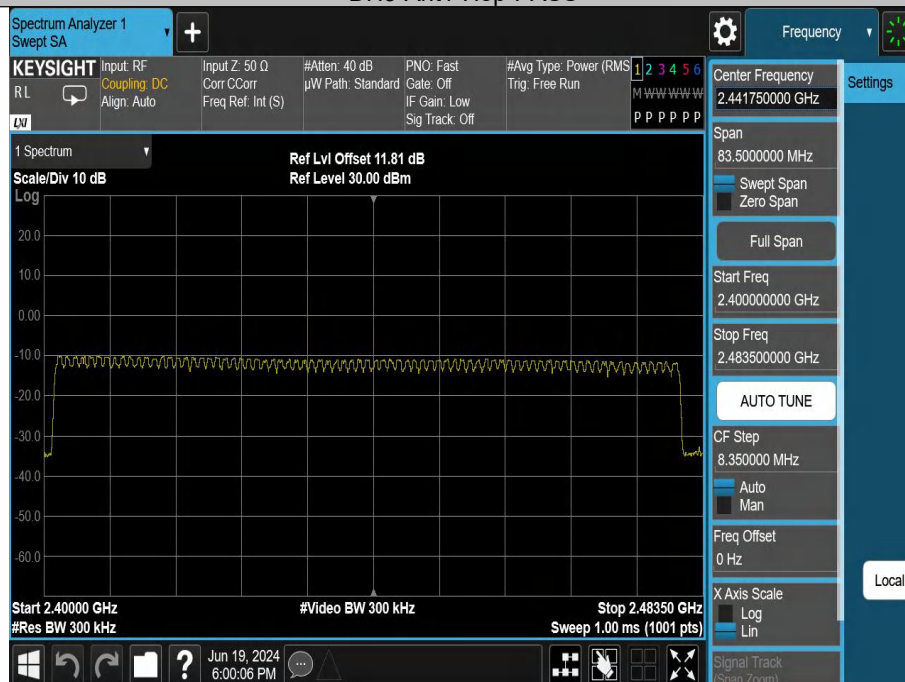 Spectrum Analyzer 1
Swept SA
+
Frequency
KEYSIGHT
RL
LXI
Input: RF
Coupling: DC
Align: Auto
Input Z: 50 Ω
Corr CCorr
Freq Ref: Int (S)
#Atten: 40 dB
µW Path: Standard
PNO: Fast
Gate: Off
IF Gain: Low
Sig Track: Off
#Avg Type: Power (RMS
Trig: Free Run
1 2 3 4 5 6
M W W W W W
P P P P P P
1 Spectrum
Scale/Div 10 dB
Ref Lvl Offset 11.81 dB
Ref Level 30.00 dBm
Log
20.0
10.0
0.00
-10.0
-20.0
-30.0
-40.0
-50.0
-60.0
Start 2.40000 GHz
#Res BW 300 kHz
#Video BW 300 kHz
Stop 2.48350 GHz
Sweep 1.00 ms (1001 pts)
Jun 19, 2024
6:00:06 PM
?
Center Frequency
2.441750000 GHz
Span
83.5000000 MHz
Swept Span
Zero Span
Full Span
Start Freq
2.400000000 GHz
Stop Freq
2.483500000 GHz
AUTO TUNE
CF Step
8.350000 MHz
Auto
Man
Freq Offset
0 Hz
X Axis Scale
Log
Lin
Signal Track
(Span Zoom)
Settings
Local